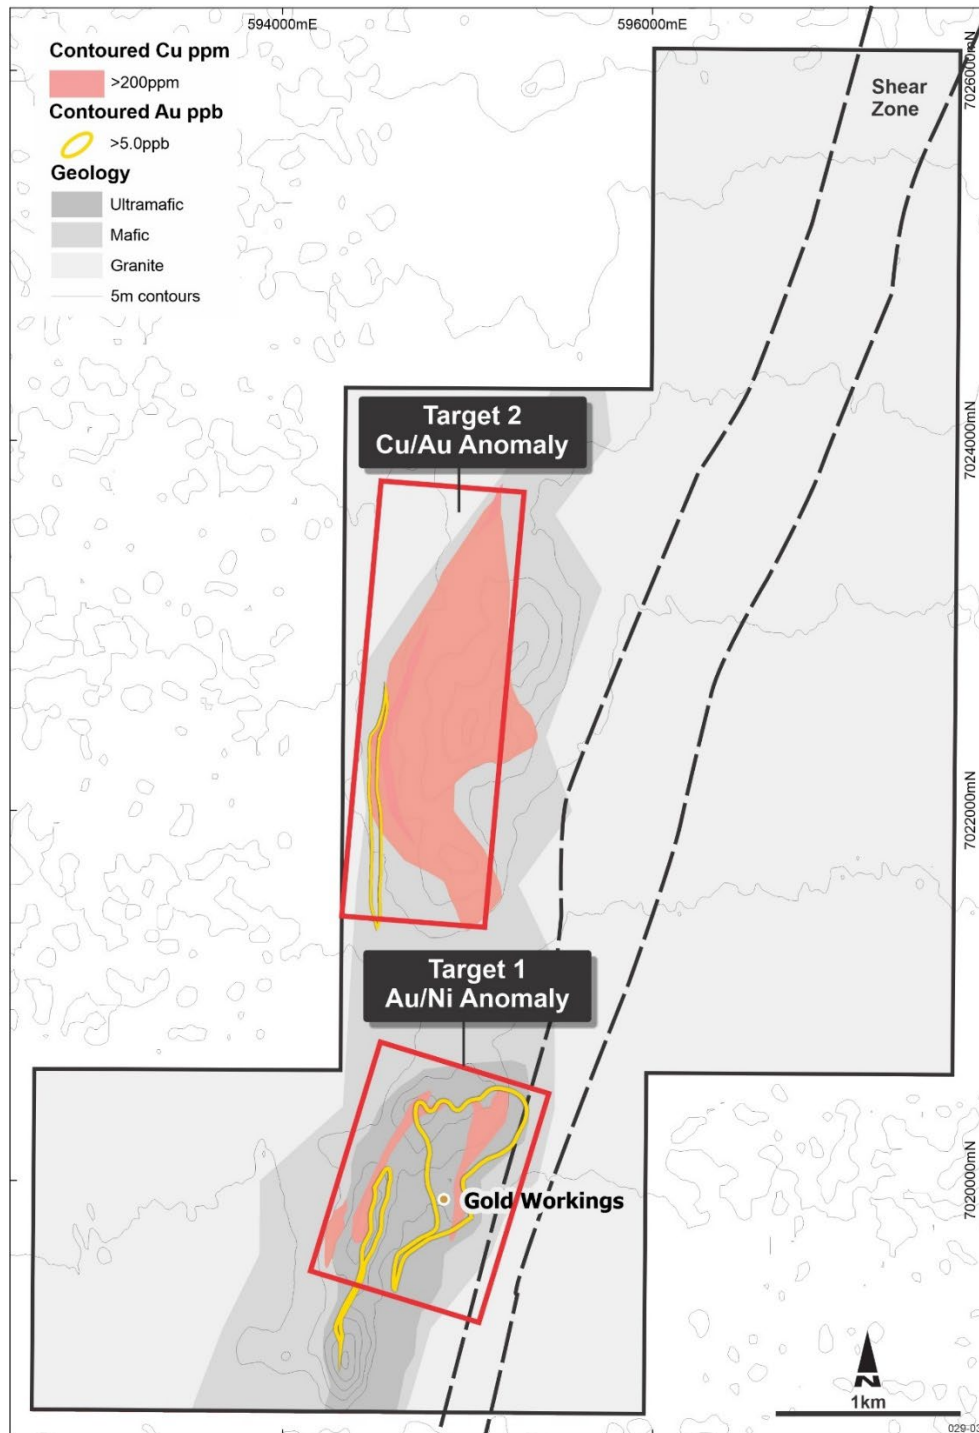 594000mE
596000mE
Contoured Cu ppm
>200ppm
Contoured Au ppb
>5.0ppb
Geology
Ultramafic
Mafic
Granite
5m contours
Shear
Zone
7026000mN
Target 2
Cu/Au Anomaly
7024000mN
7022000mN
Target 1
Au/Ni Anomaly
Gold Workings
7020000mN
N
1km